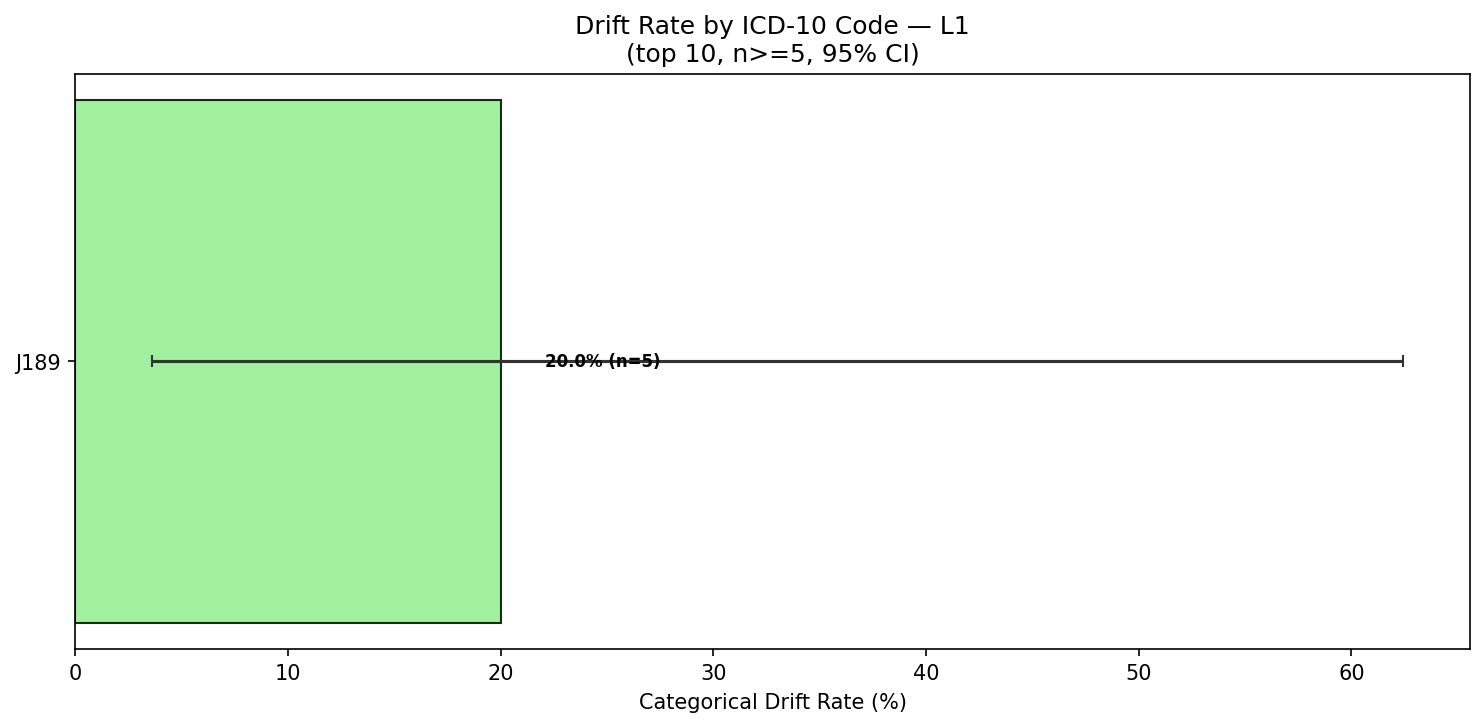 Drift Rate by ICD-10 Code — L1
(top 10, n>=5, 95% CI)
J189
20.0% (n=5)
0 10 20 30 40 50 60
Categorical Drift Rate (%)